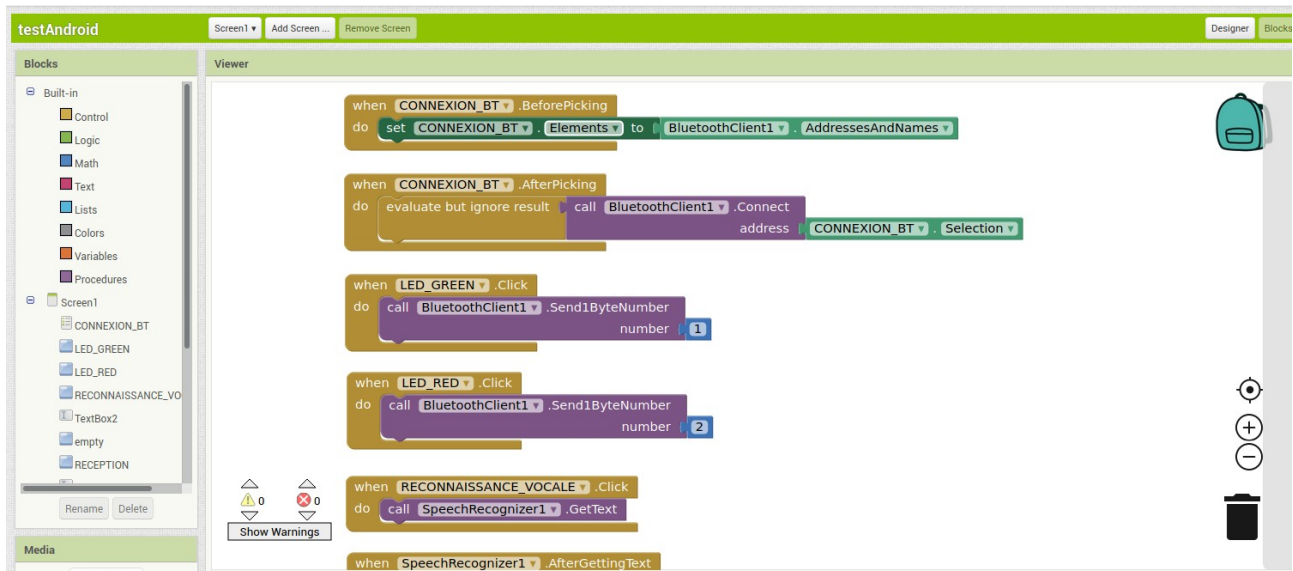 testAndroid
Screen1 ▾
Add Screen ...
Remove Screen
Designer
Blocks
Blocks
Viewer
Built-in
Control
Logic
Math
Text
Lists
Colors
Variables
Procedures
Screen1
CONNEXION_BT
LED_GREEN
LED_RED
RECONNAISSANCE_VO
TextBox2
empty
RECEPTION
Rename
Delete
Media
when CONNEXION_BT ▾ .BeforePicking
do set CONNEXION_BT ▾ . Elements ▾ to BluetoothClient1 ▾ . AddressesAndNames ▾
when CONNEXION_BT ▾ .AfterPicking
do evaluate but ignore result call BluetoothClient1 ▾ .Connect
address CONNEXION_BT ▾ . Selection ▾
when LED_GREEN ▾ .Click
do call BluetoothClient1 ▾ .Send1ByteNumber
number 1
when LED_RED ▾ .Click
do call BluetoothClient1 ▾ .Send1ByteNumber
number 2
when RECONNAISSANCE_VOCALE ▾ .Click
do call SpeechRecognizer1 ▾ .GetText
when SpeechRecognizer1 ▾ .AfterGettingText
0
0
Show Warnings